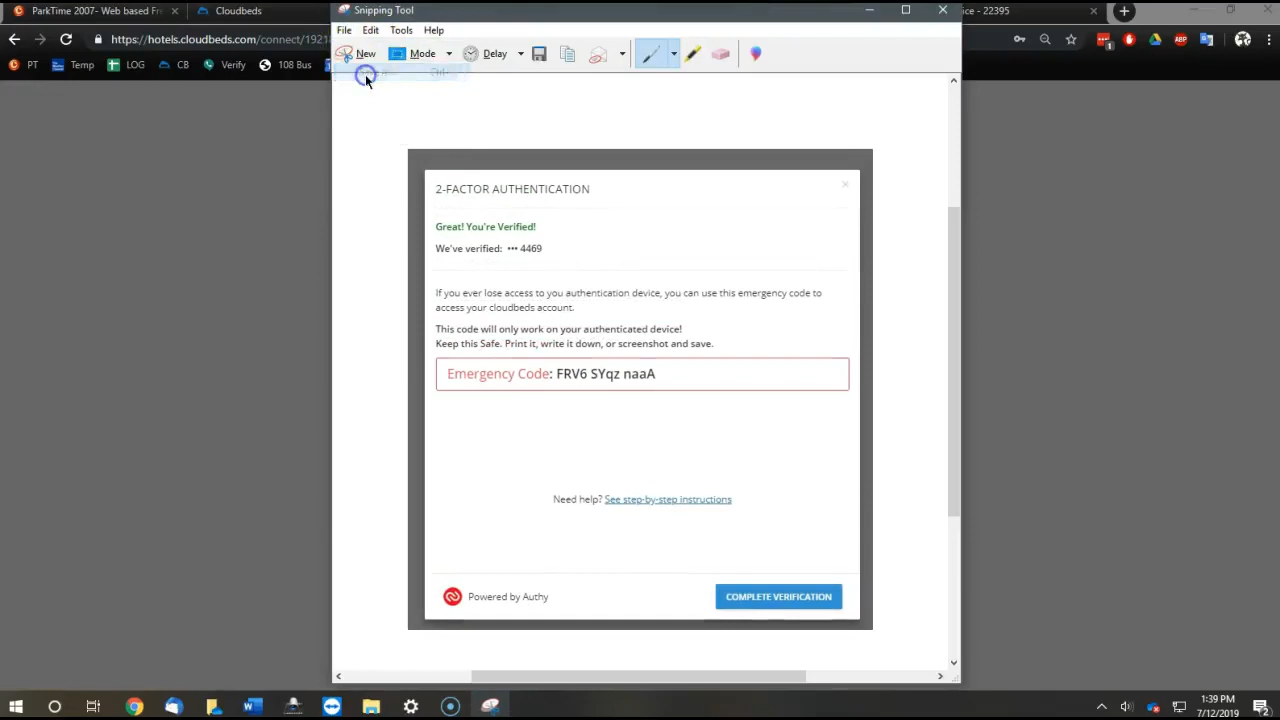 ParkTime 2007- Web based Fr
Cloudbeds
Snipping Tool
ice - 22395
https://hotels.cloudbeds.com/connect/19218
File Edit Tools Help
New Mode Delay
Temp CB Verify 108 Bus
2-FACTOR AUTHENTICATION
Great! You're Verified!
We've verified: ••• 4469
If you ever lose access to you authentication device, you can use this emergency code to
access your cloudbeds account.
This code will only work on your authenticated device!
Keep this Safe. Print it, write it down, or screenshot and save.
Emergency Code: FRV6 SYqz naaA
Need help? See step-by-step instructions
Powered by Authy
COMPLETE VERIFICATION
1:39 PM
7/12/2019